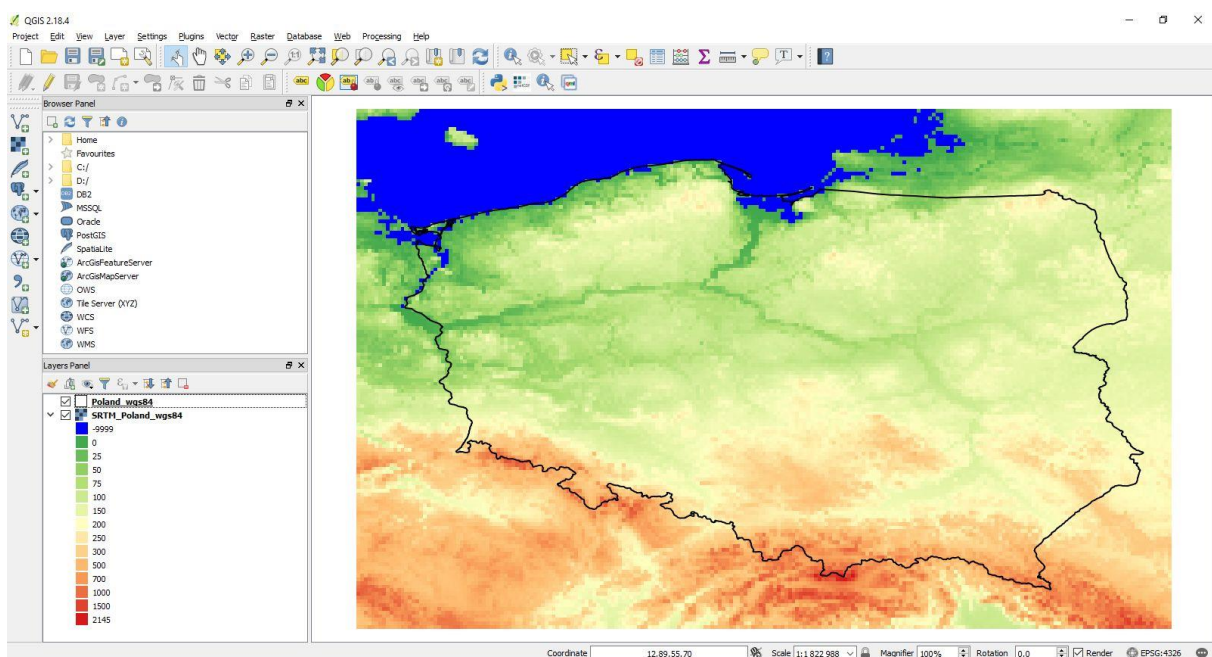 QGIS 2.18.4
Project Edit View Layer Settings Plugins Vector Raster Database Web Processing Help
Browser Panel
Home
Favourites
C:/
D:/
DB2
MSSQL
Oracle
PostGIS
SpatiaLite
ArcGisFeatureServer
ArcGisMapServer
OWS
Tile Server (XYZ)
WCS
WFS
WMS
Layers Panel
Poland_wgs84
SRTM_Poland_wgs84
-9999
0
25
50
75
100
150
200
250
300
500
700
1000
1500
2145
Coordinate 12.89,55.70 Scale 1:1 822 988 Magnifier 100% Rotation 0,0 Render EPSG:4326